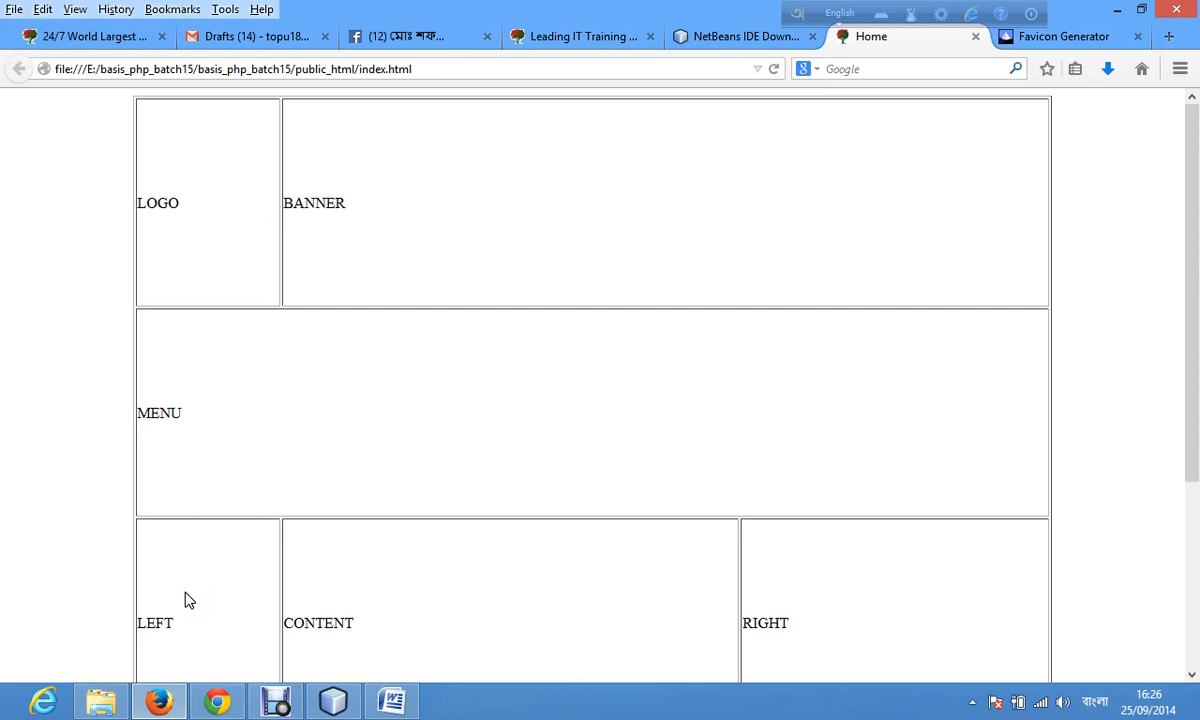 File Edit View History Bookmarks Tools Help
English
24/7 World Largest ...
Drafts (14) - topu18...
(12) মোঃ শফ...
Leading IT Training ...
NetBeans IDE Down...
Home
Favicon Generator
file:///E:/basis_php_batch15/basis_php_batch15/public_html/index.html
Google
LOGO
BANNER
MENU
LEFT
CONTENT
RIGHT
বাংলা
16:26
25/09/2014